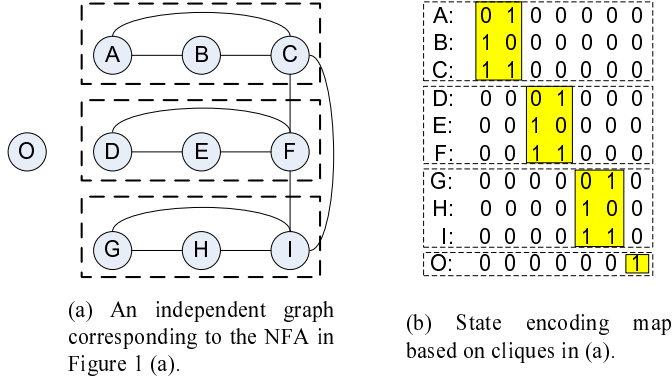 A B C
D E F
O
G H I
(a) An independent graph
corresponding to the NFA in
Figure 1 (a).
A: 0 1 0 0 0 0 0
B: 1 0 0 0 0 0 0
C: 1 1 0 0 0 0 0
D: 0 0 0 1 0 0 0
E: 0 0 1 0 0 0 0
F: 0 0 1 1 0 0 0
G: 0 0 0 0 0 1 0
H: 0 0 0 0 1 0 0
I: 0 0 0 0 1 1 0
O: 0 0 0 0 0 0 1
(b) State encoding map
based on cliques in (a).